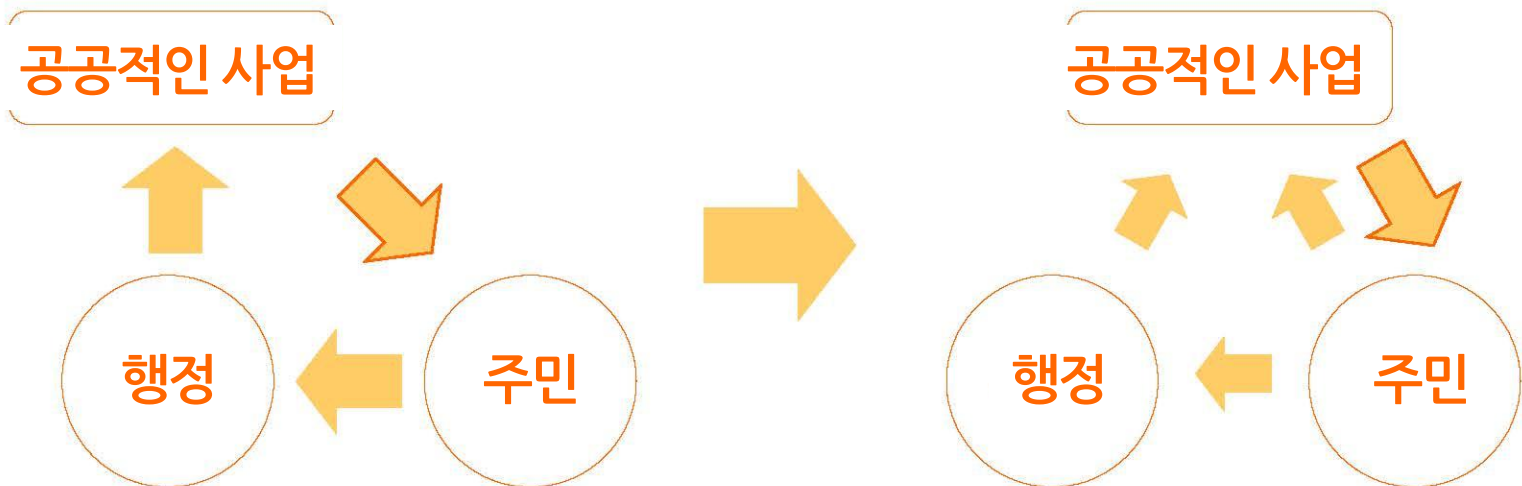 공공적인 사업
공공적인 사업
행정
주민
행정
주민